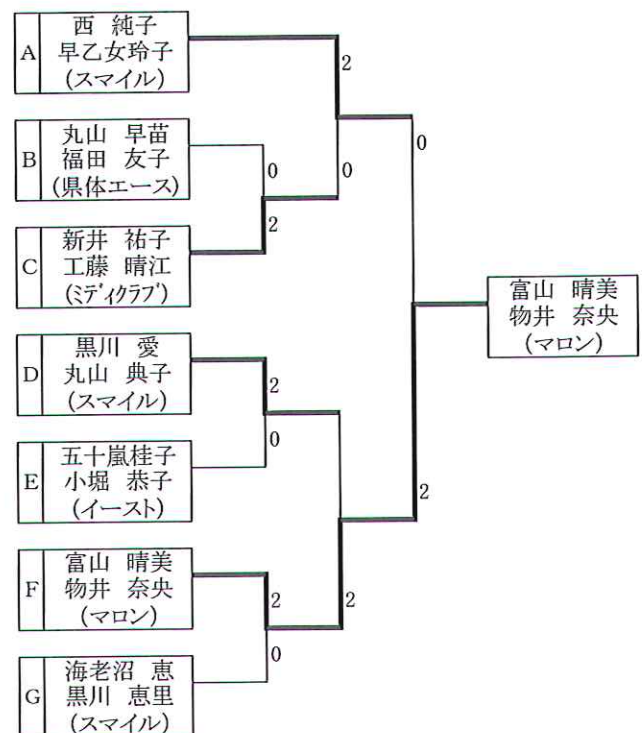 A
西 純子
早乙女玲子
(スマイル)
2
B
丸山 早苗
福田 友子
(県体エース)
0
0
0
2
C
新井 祐子
工藤 晴江
(ミディクラブ)
富山 晴美
物井 奈央
(マロン)
D
黒川 愛
丸山 典子
(スマイル)
2
0
E
五十嵐桂子
小堀 恭子
(イースト)
2
F
富山 晴美
物井 奈央
(マロン)
2
2
0
G
海老沼 恵
黒川 恵里
(スマイル)